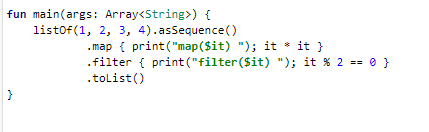 fun main(args: Array<String>) {
    listOf(1, 2, 3, 4).asSequence()
            .map { print("map($it) "); it * it }
            .filter { print("filter($it) "); it % 2 == 0 }
            .toList()
}